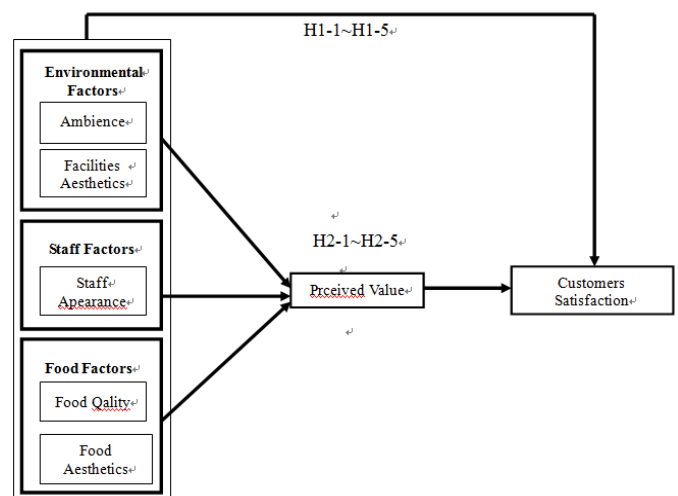 H1-1~H1-5
Environmental
Factors
Ambience
Facilities
Aesthetics
H2-1~H2-5
Staff Factors
Staff
Apearance
Prceived Value
Customers
Satisfaction
Food Factors
Food Qality
Food
Aesthetics